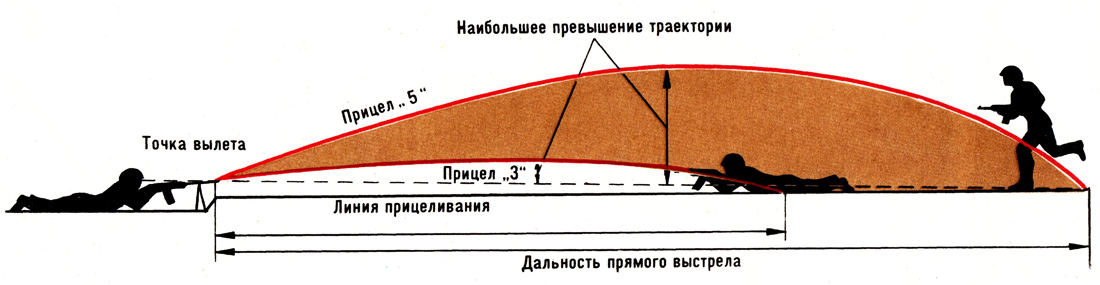 Наибольшее превышение траектории
Прицел „5“
Точка вылета
Прицел „3“
Линия прицеливания
Дальность прямого выстрела